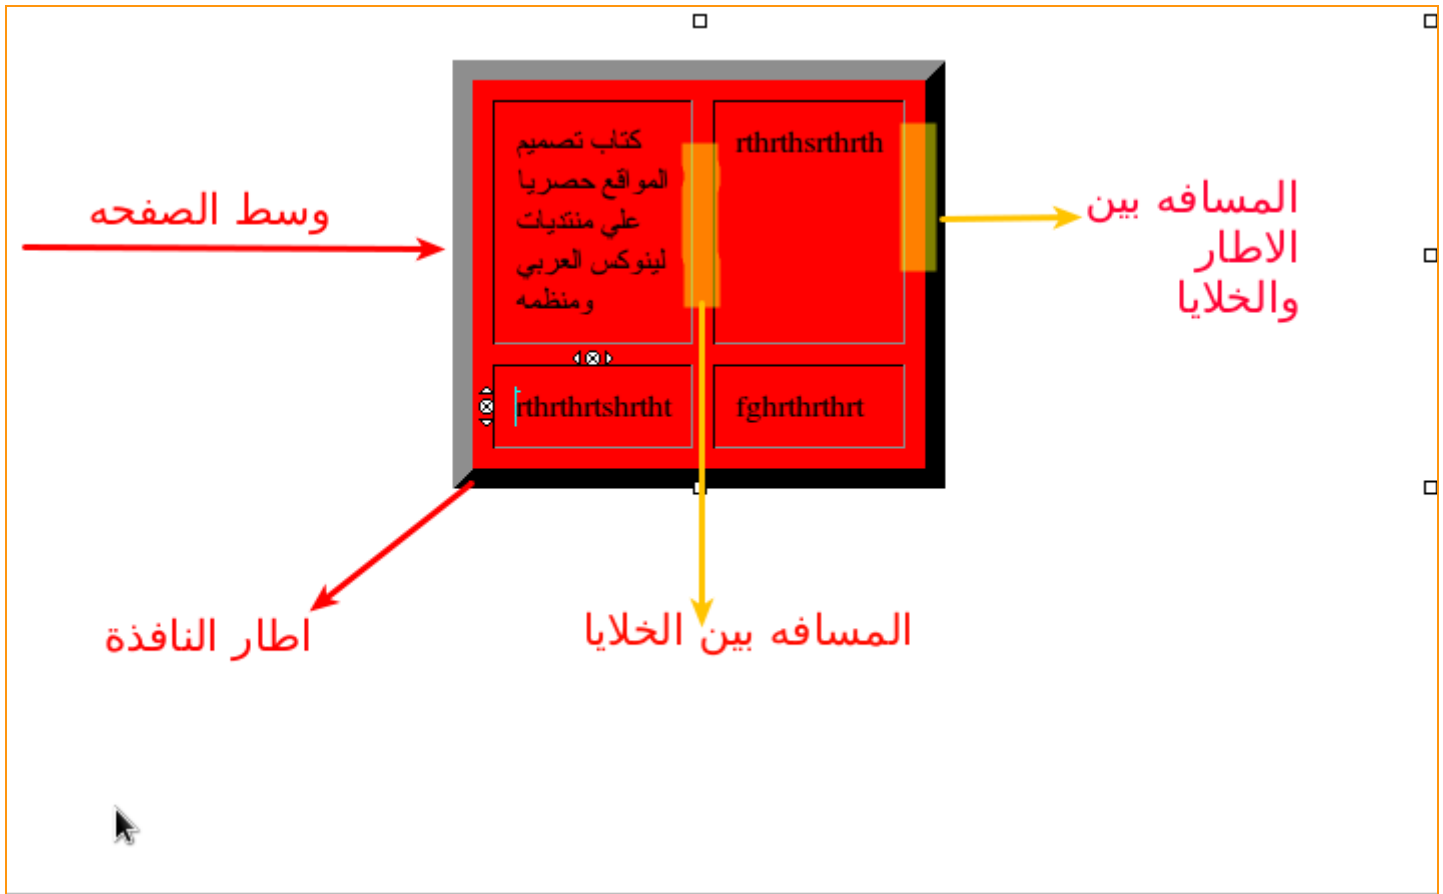 كتاب تصميم
المواقع حصريا
علي منتديات
لينوكس العربي
ومنظمه
rthrthsrthrth
rthrthrtshrtht
fghrthrthrt
وسط الصفحه
المسافه بين
الاطار
والخلايا
اطار النافذة
المسافه بين الخلايا